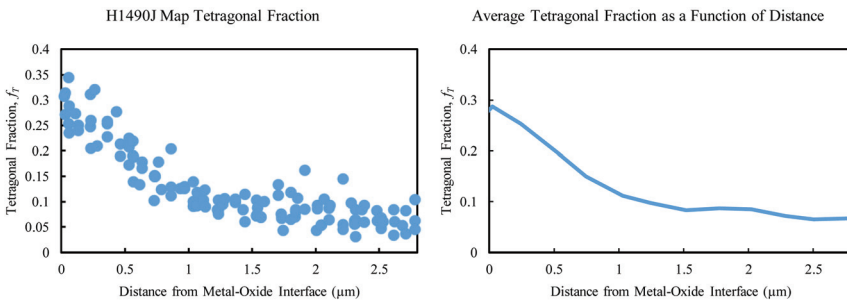 H1490J Map Tetragonal Fraction
Tetragonal Fraction, fT
0.4
0.35
0.3
0.25
0.2
0.15
0.1
0.05
0
0 0.5 1 1.5 2 2.5
Distance from Metal-Oxide Interface (μm)
Average Tetragonal Fraction as a Function of Distance
Tetragonal Fraction, fT
0.4
0.3
0.2
0.1
0
0 0.5 1 1.5 2 2.5
Distance from Metal-Oxide Interface (μm)